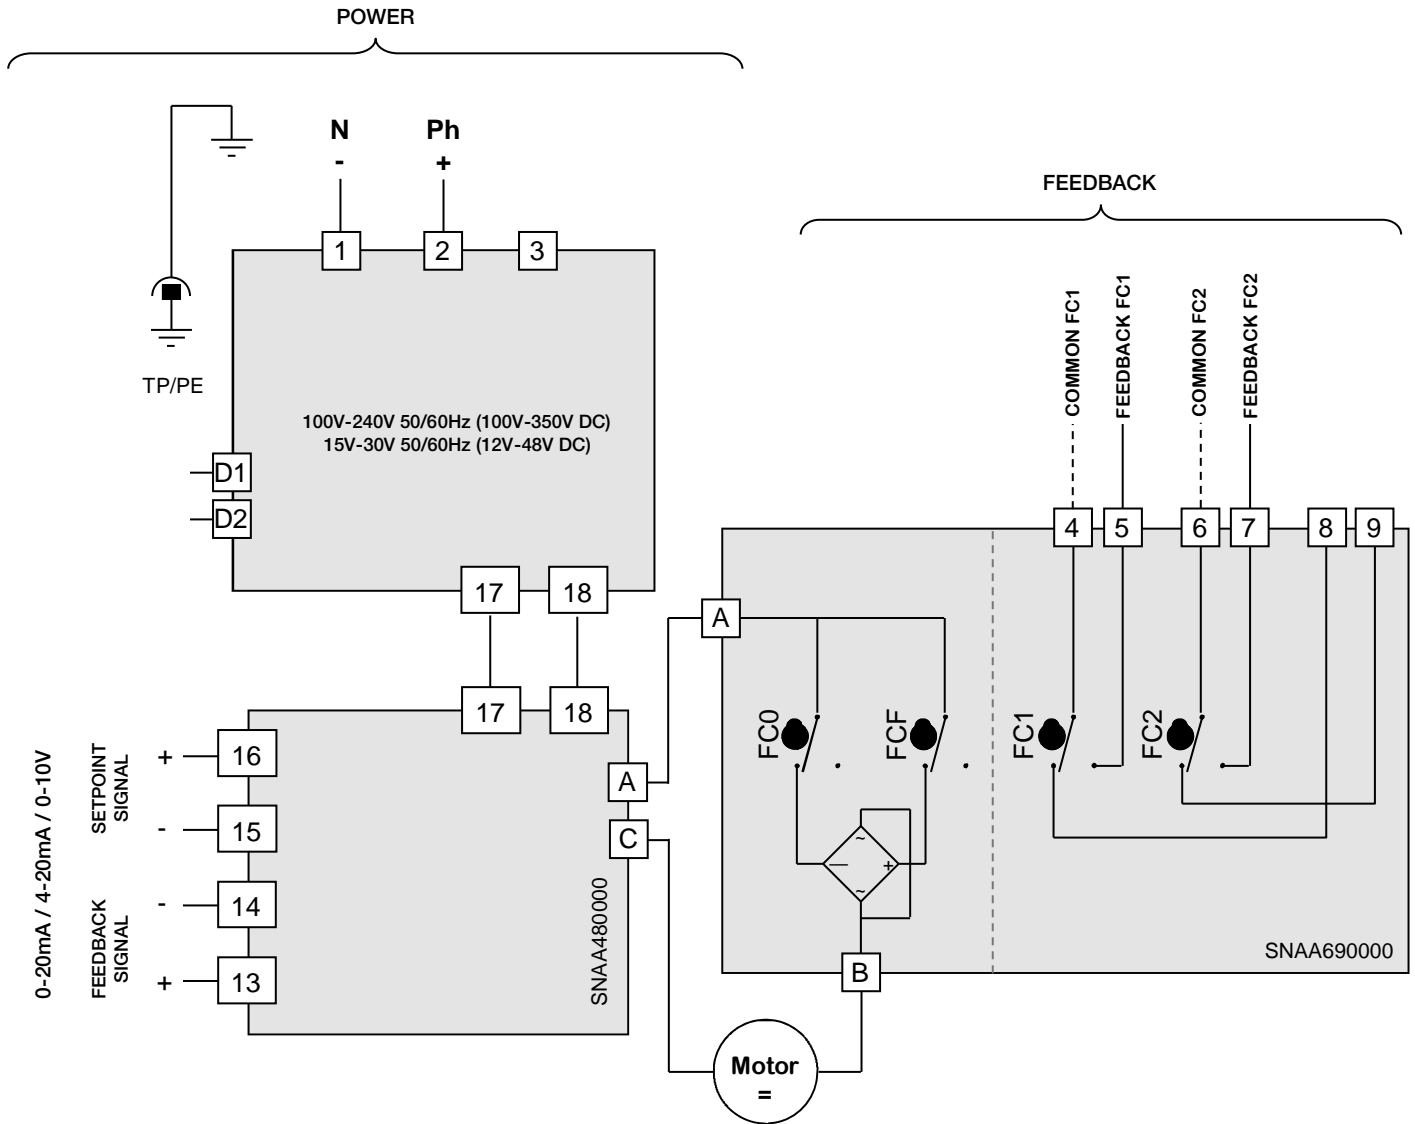 POWER
N
-
Ph
+
FEEDBACK
1
2
3
COMMON FC1
FEEDBACK FC1
COMMON FC2
FEEDBACK FC2
TP/PE
100V-240V 50/60Hz (100V-350V DC)
15V-30V 50/60Hz (12V-48V DC)
D1
D2
4
5
6
7
8
9
17
18
A
17
18
FC0
FCF
FC1
FC2
0-20mA / 4-20mA / 0-10V
SETPOINT
SIGNAL
+
16
-
15
FEEDBACK
SIGNAL
-
14
+
13
A
C
SNAA480000
~
—
+
~
SNAA690000
B
Motor
=